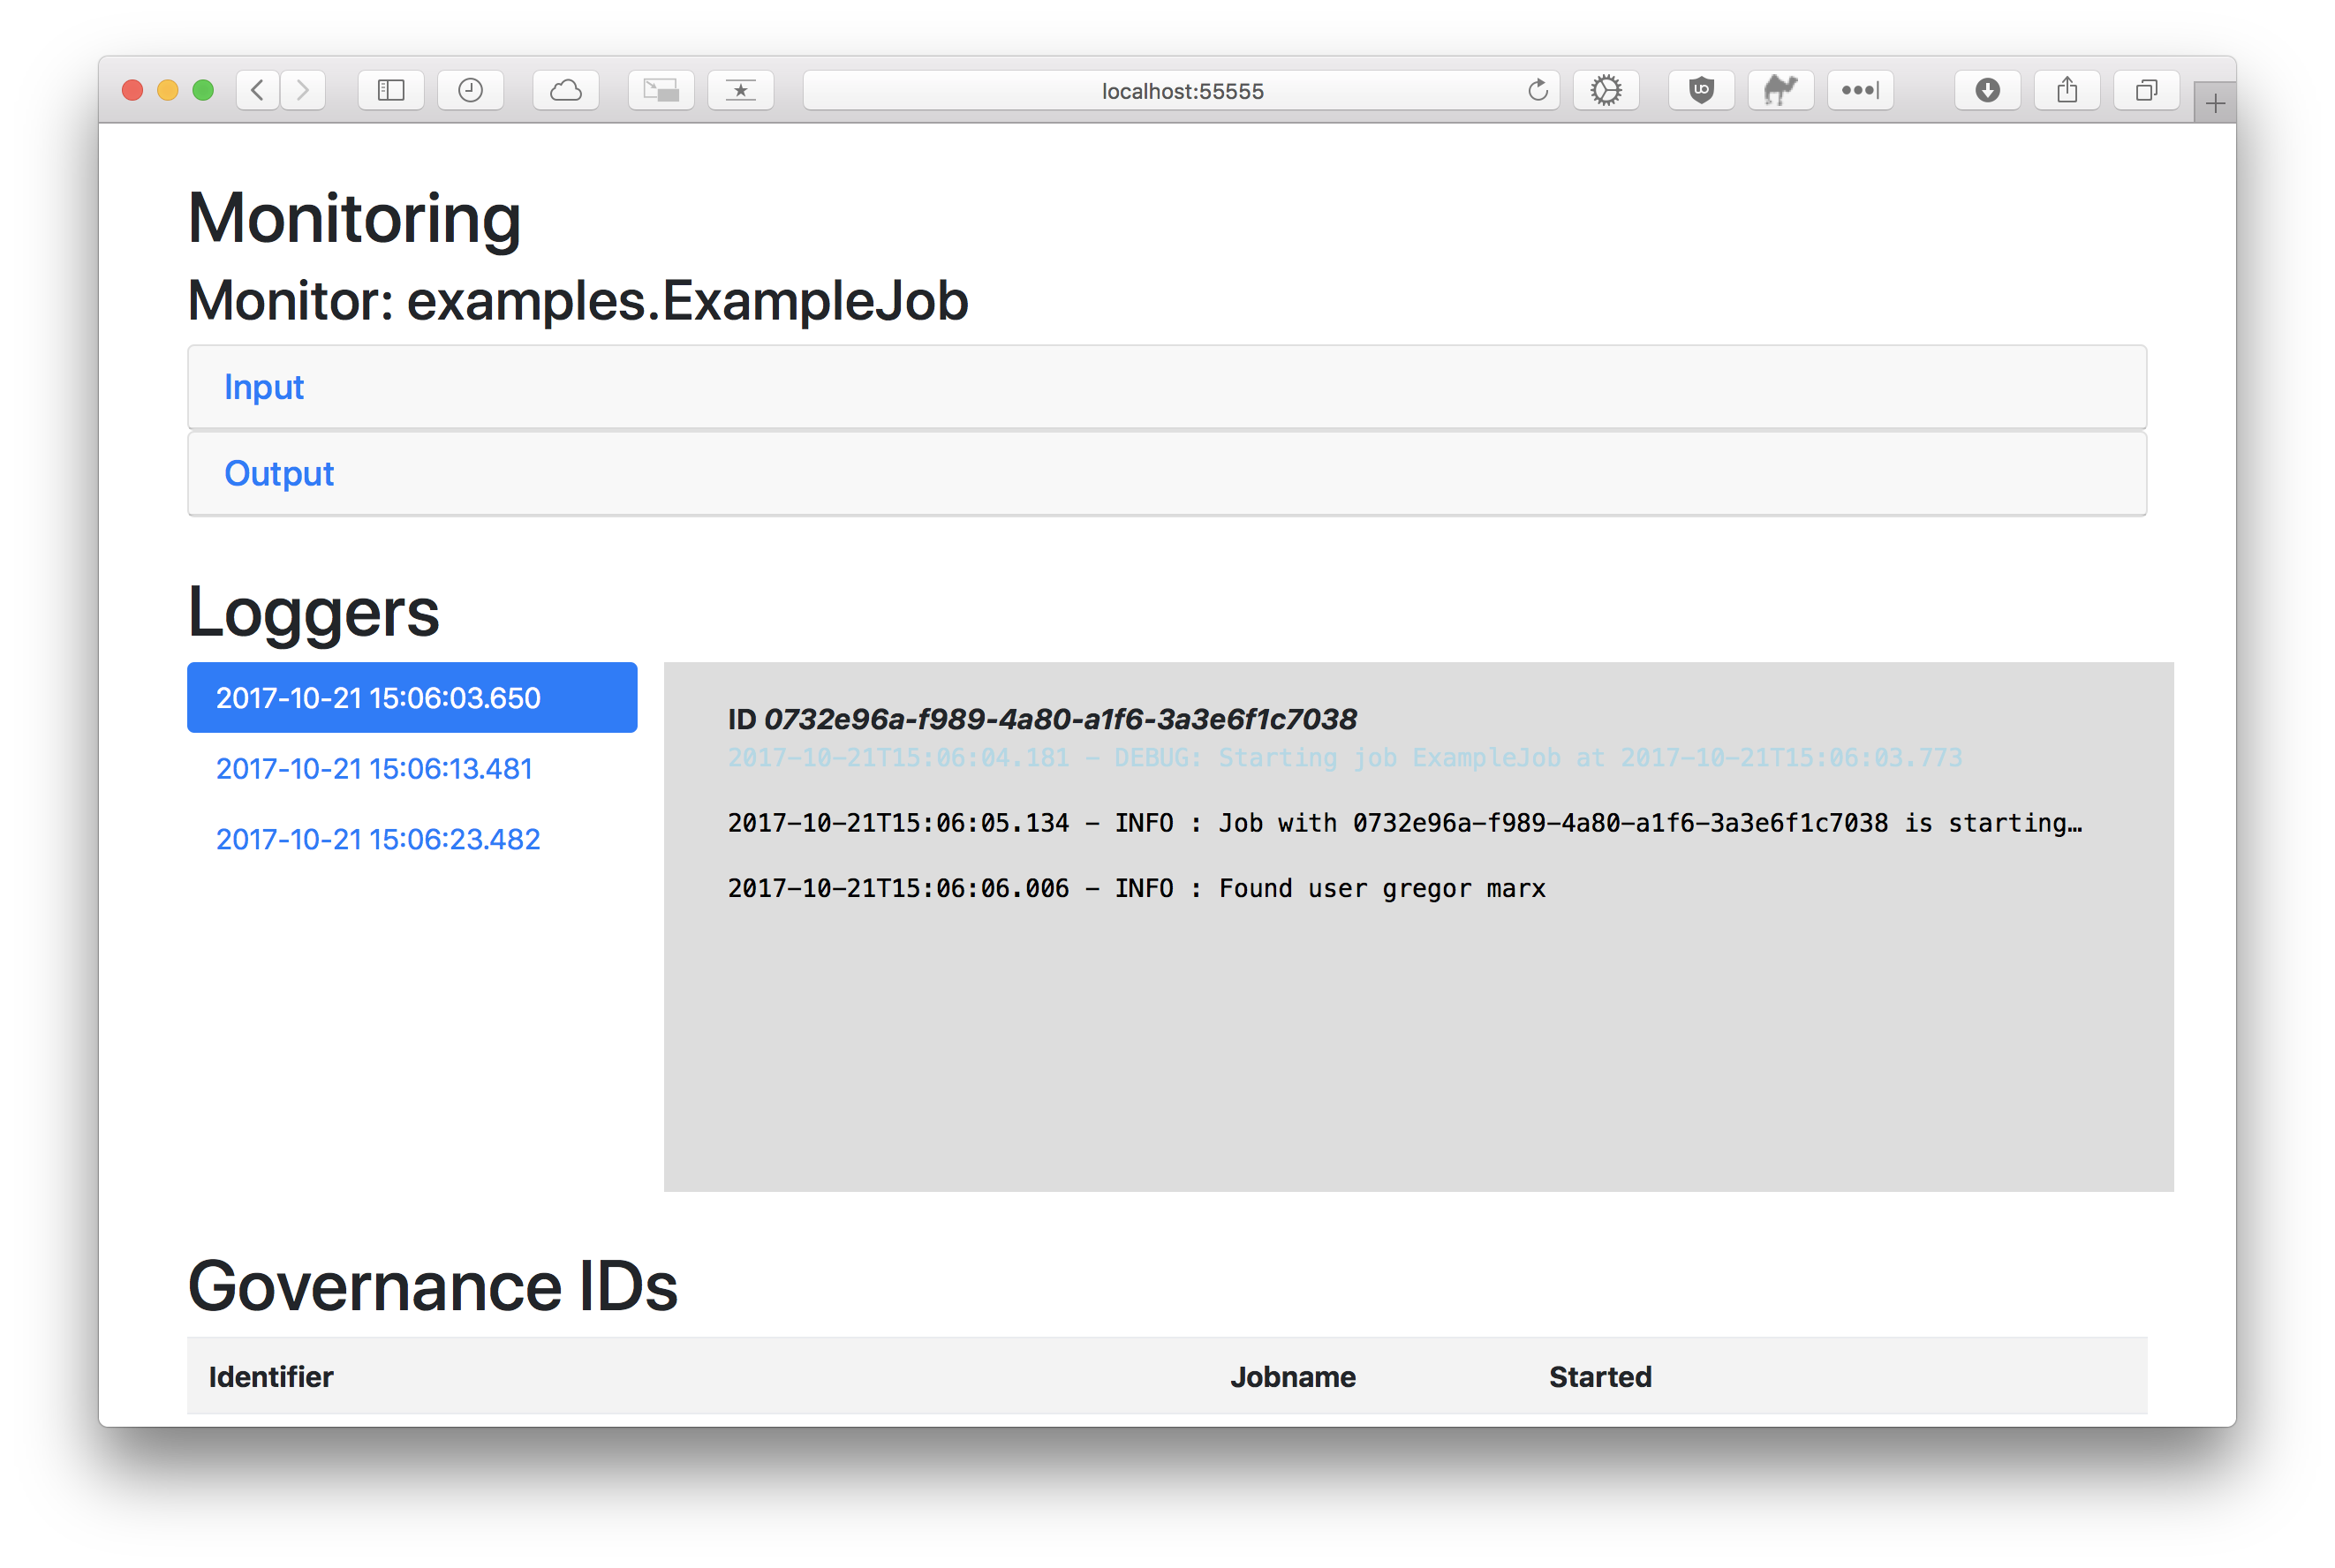 localhost:55555
Monitoring
Monitor: examples.ExampleJob
Input
Output
Loggers
2017-10-21 15:06:03.650
2017-10-21 15:06:13.481
2017-10-21 15:06:23.482
ID 0732e96a-f989-4a80-a1f6-3a3e6f1c7038
2017-10-21T15:06:04.181 - DEBUG: Starting job ExampleJob at 2017-10-21T15:06:03.773
2017-10-21T15:06:05.134 - INFO : Job with 0732e96a-f989-4a80-a1f6-3a3e6f1c7038 is starting…
2017-10-21T15:06:06.006 - INFO : Found user gregor marx
Governance IDs
Identifier Jobname Started